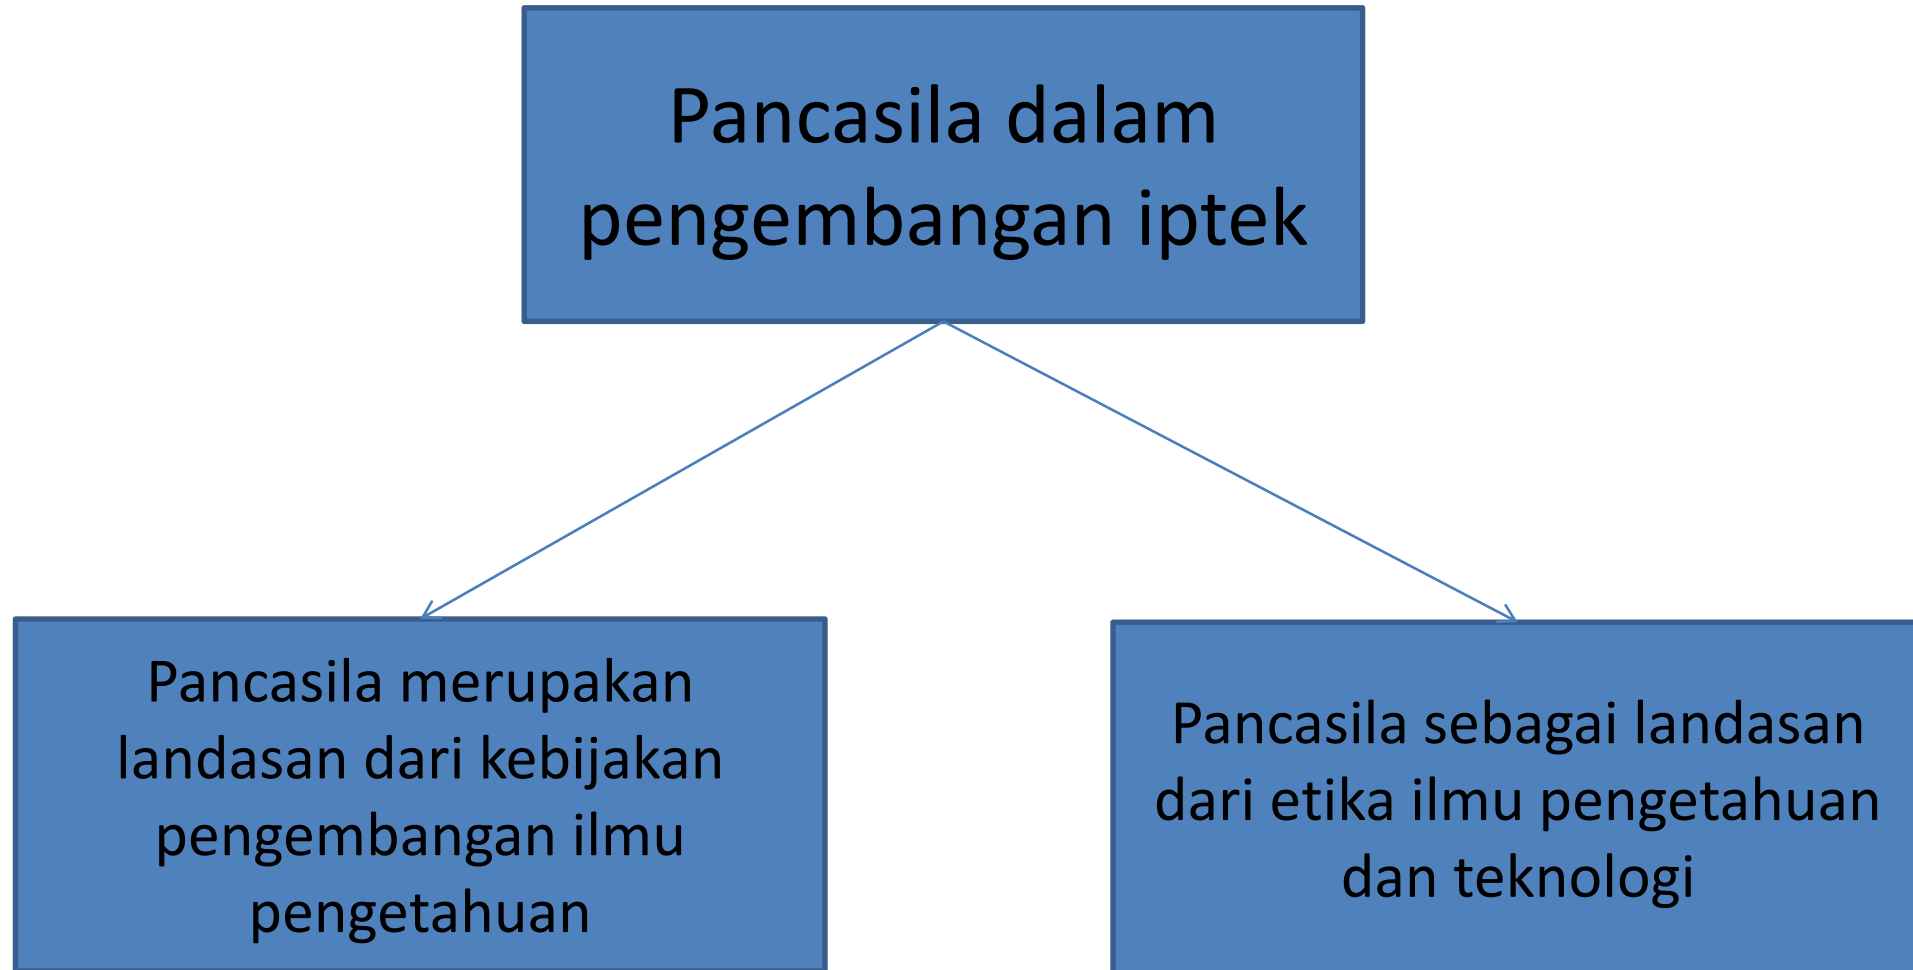 Pancasila dalam
pengembangan iptek
Pancasila merupakan
landasan dari kebijakan
pengembangan ilmu
pengetahuan
Pancasila sebagai landasan
dari etika ilmu pengetahuan
dan teknologi